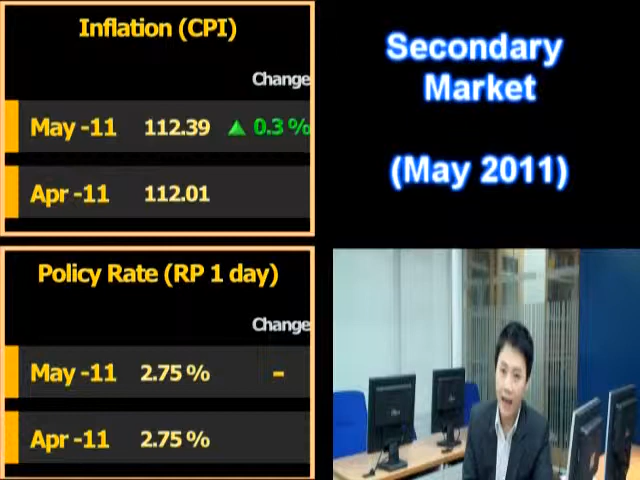 Inflation (CPI)
Change
May -11 112.39 ▲ 0.3 %
Apr -11 112.01
Policy Rate (RP 1 day)
Change
May -11 2.75 % -
Apr -11 2.75 %
Secondary
Market
(May 2011)